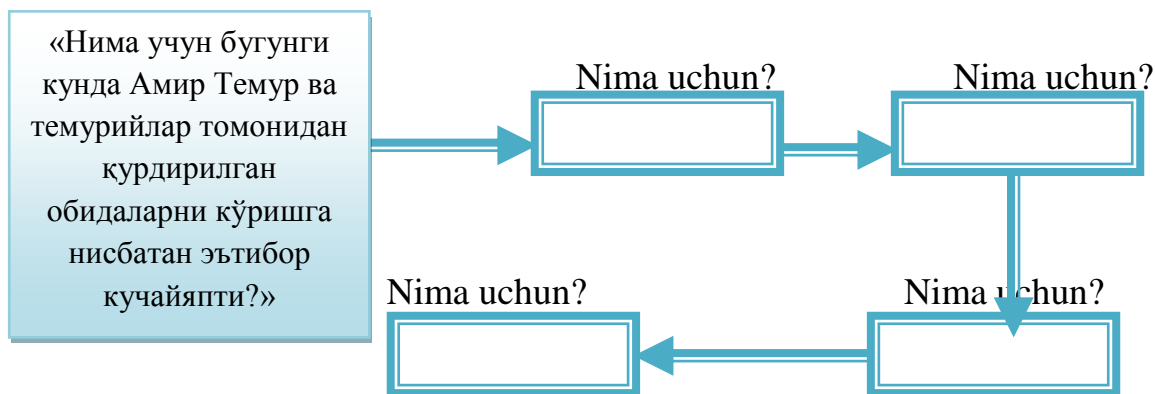 «Нима учун бугунги
кунда Амир Темур ва
темурийлар томонидан
қурдирилган
обидаларни кўришга
нисбатан эътибор
кучайяпти?»
Nima uchun?
Nima uchun?
Nima uchun?
Nima uchun?